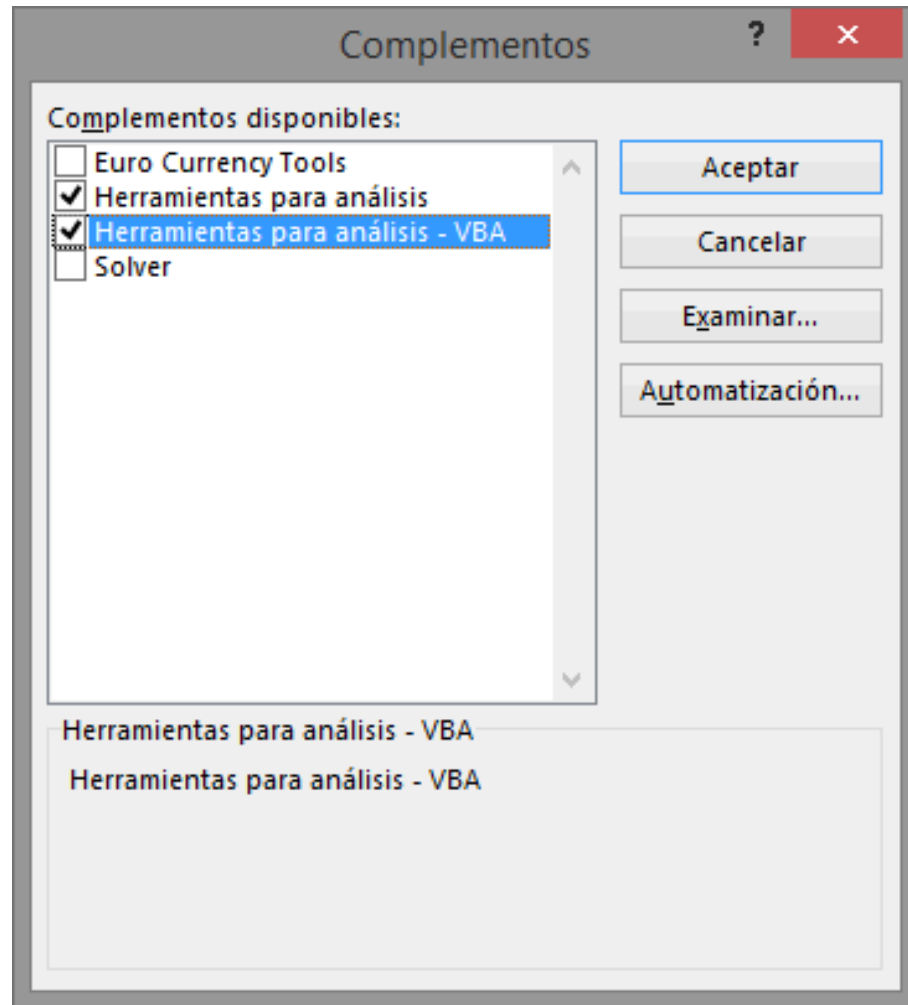 Complementos ? ×
Complementos disponibles:
Euro Currency Tools
Herramientas para análisis
Herramientas para análisis - VBA
Solver
Aceptar
Cancelar
Examinar...
Automatización...
Herramientas para análisis - VBA
Herramientas para análisis - VBA